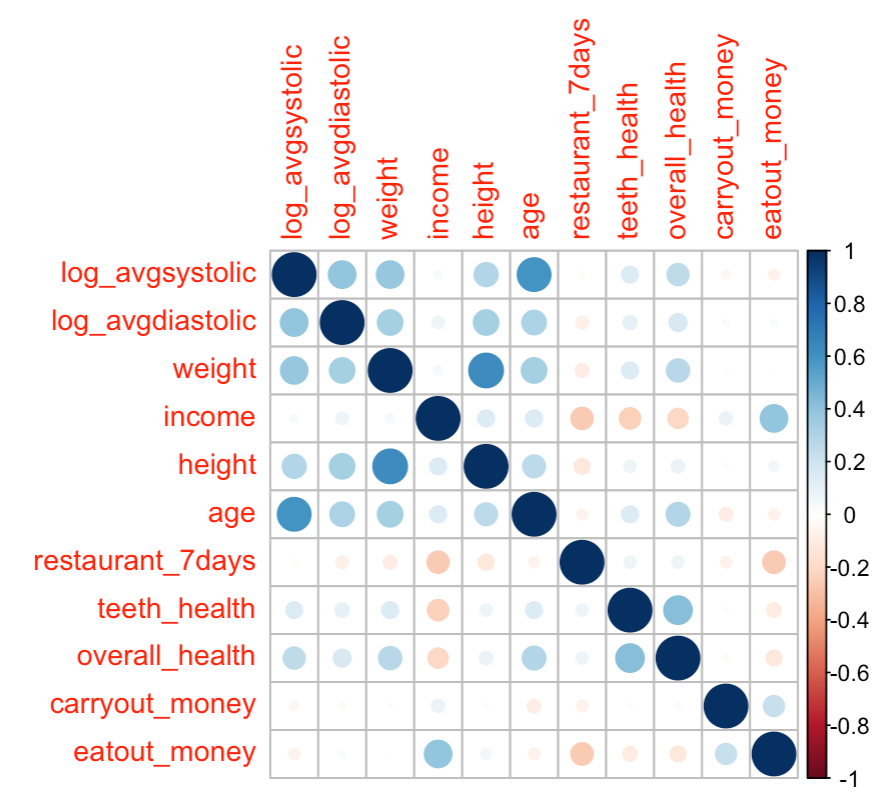 log_avgsystolic
log_avgdiastolic
weight
income
height
age
restaurant_7days
teeth_health
overall_health
carryout_money
eatout_money
log_avgsystolic
log_avgdiastolic
weight
income
height
age
restaurant_7days
teeth_health
overall_health
carryout_money
eatout_money
1
0.8
0.6
0.4
0.2
0
-0.2
-0.4
-0.6
-0.8
-1